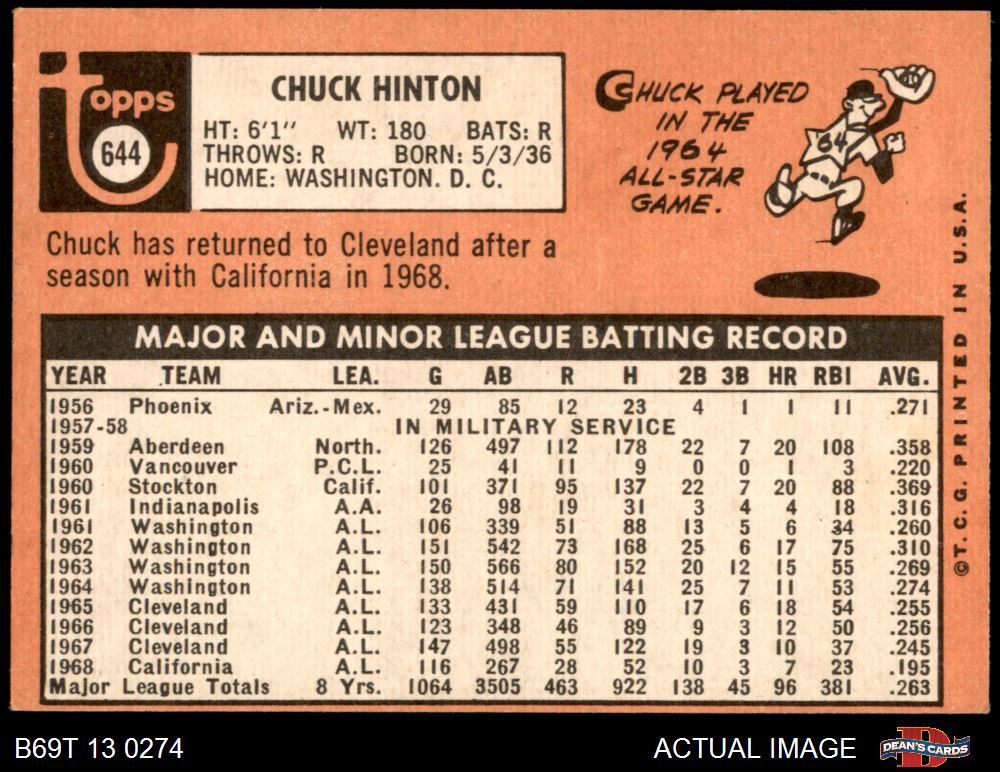 Topps
644
CHUCK HINTON
HT: 6'1" WT: 180 BATS: R
THROWS: R BORN: 5/3/36
HOME: WASHINGTON. D. C.
CHUCK PLAYED
IN THE
1964
ALL-STAR
GAME.
64
Chuck has returned to Cleveland after a
season with California in 1968.
MAJOR AND MINOR LEAGUE BATTING RECORD
YEAR TEAM LEA. G AB R H 2B 3B HR RBI AVG.
1956 Phoenix Ariz.-Mex. 29 85 12 23 4 1 1 11 .271
1957-58 IN MILITARY SERVICE
1959 Aberdeen North. 126 497 112 178 22 7 20 108 .358
1960 Vancouver P.C.L. 25 41 11 9 0 0 1 3 .220
1960 Stockton Calif. 101 371 95 137 22 7 20 88 .369
1961 Indianapolis A.A. 26 98 19 31 3 4 4 18 .316
1961 Washington A.L. 106 339 51 88 13 5 6 34 .260
1962 Washington A.L. 151 542 73 168 25 6 17 75 .310
1963 Washington A.L. 150 566 80 152 20 12 15 55 .269
1964 Washington A.L. 138 514 71 141 25 7 11 53 .274
1965 Cleveland A.L. 133 431 59 110 17 6 18 54 .255
1966 Cleveland A.L. 123 348 46 89 9 3 12 50 .256
1967 Cleveland A.L. 147 498 55 122 19 3 10 37 .245
1968 California A.L. 116 267 28 52 10 3 7 23 .195
Major League Totals 8 Yrs. 1064 3505 463 922 138 45 96 381 .263
©T. C. G. PRINTED IN U.S.A.
B69T 13 0274
ACTUAL IMAGE
D
DEAN'S CARDS